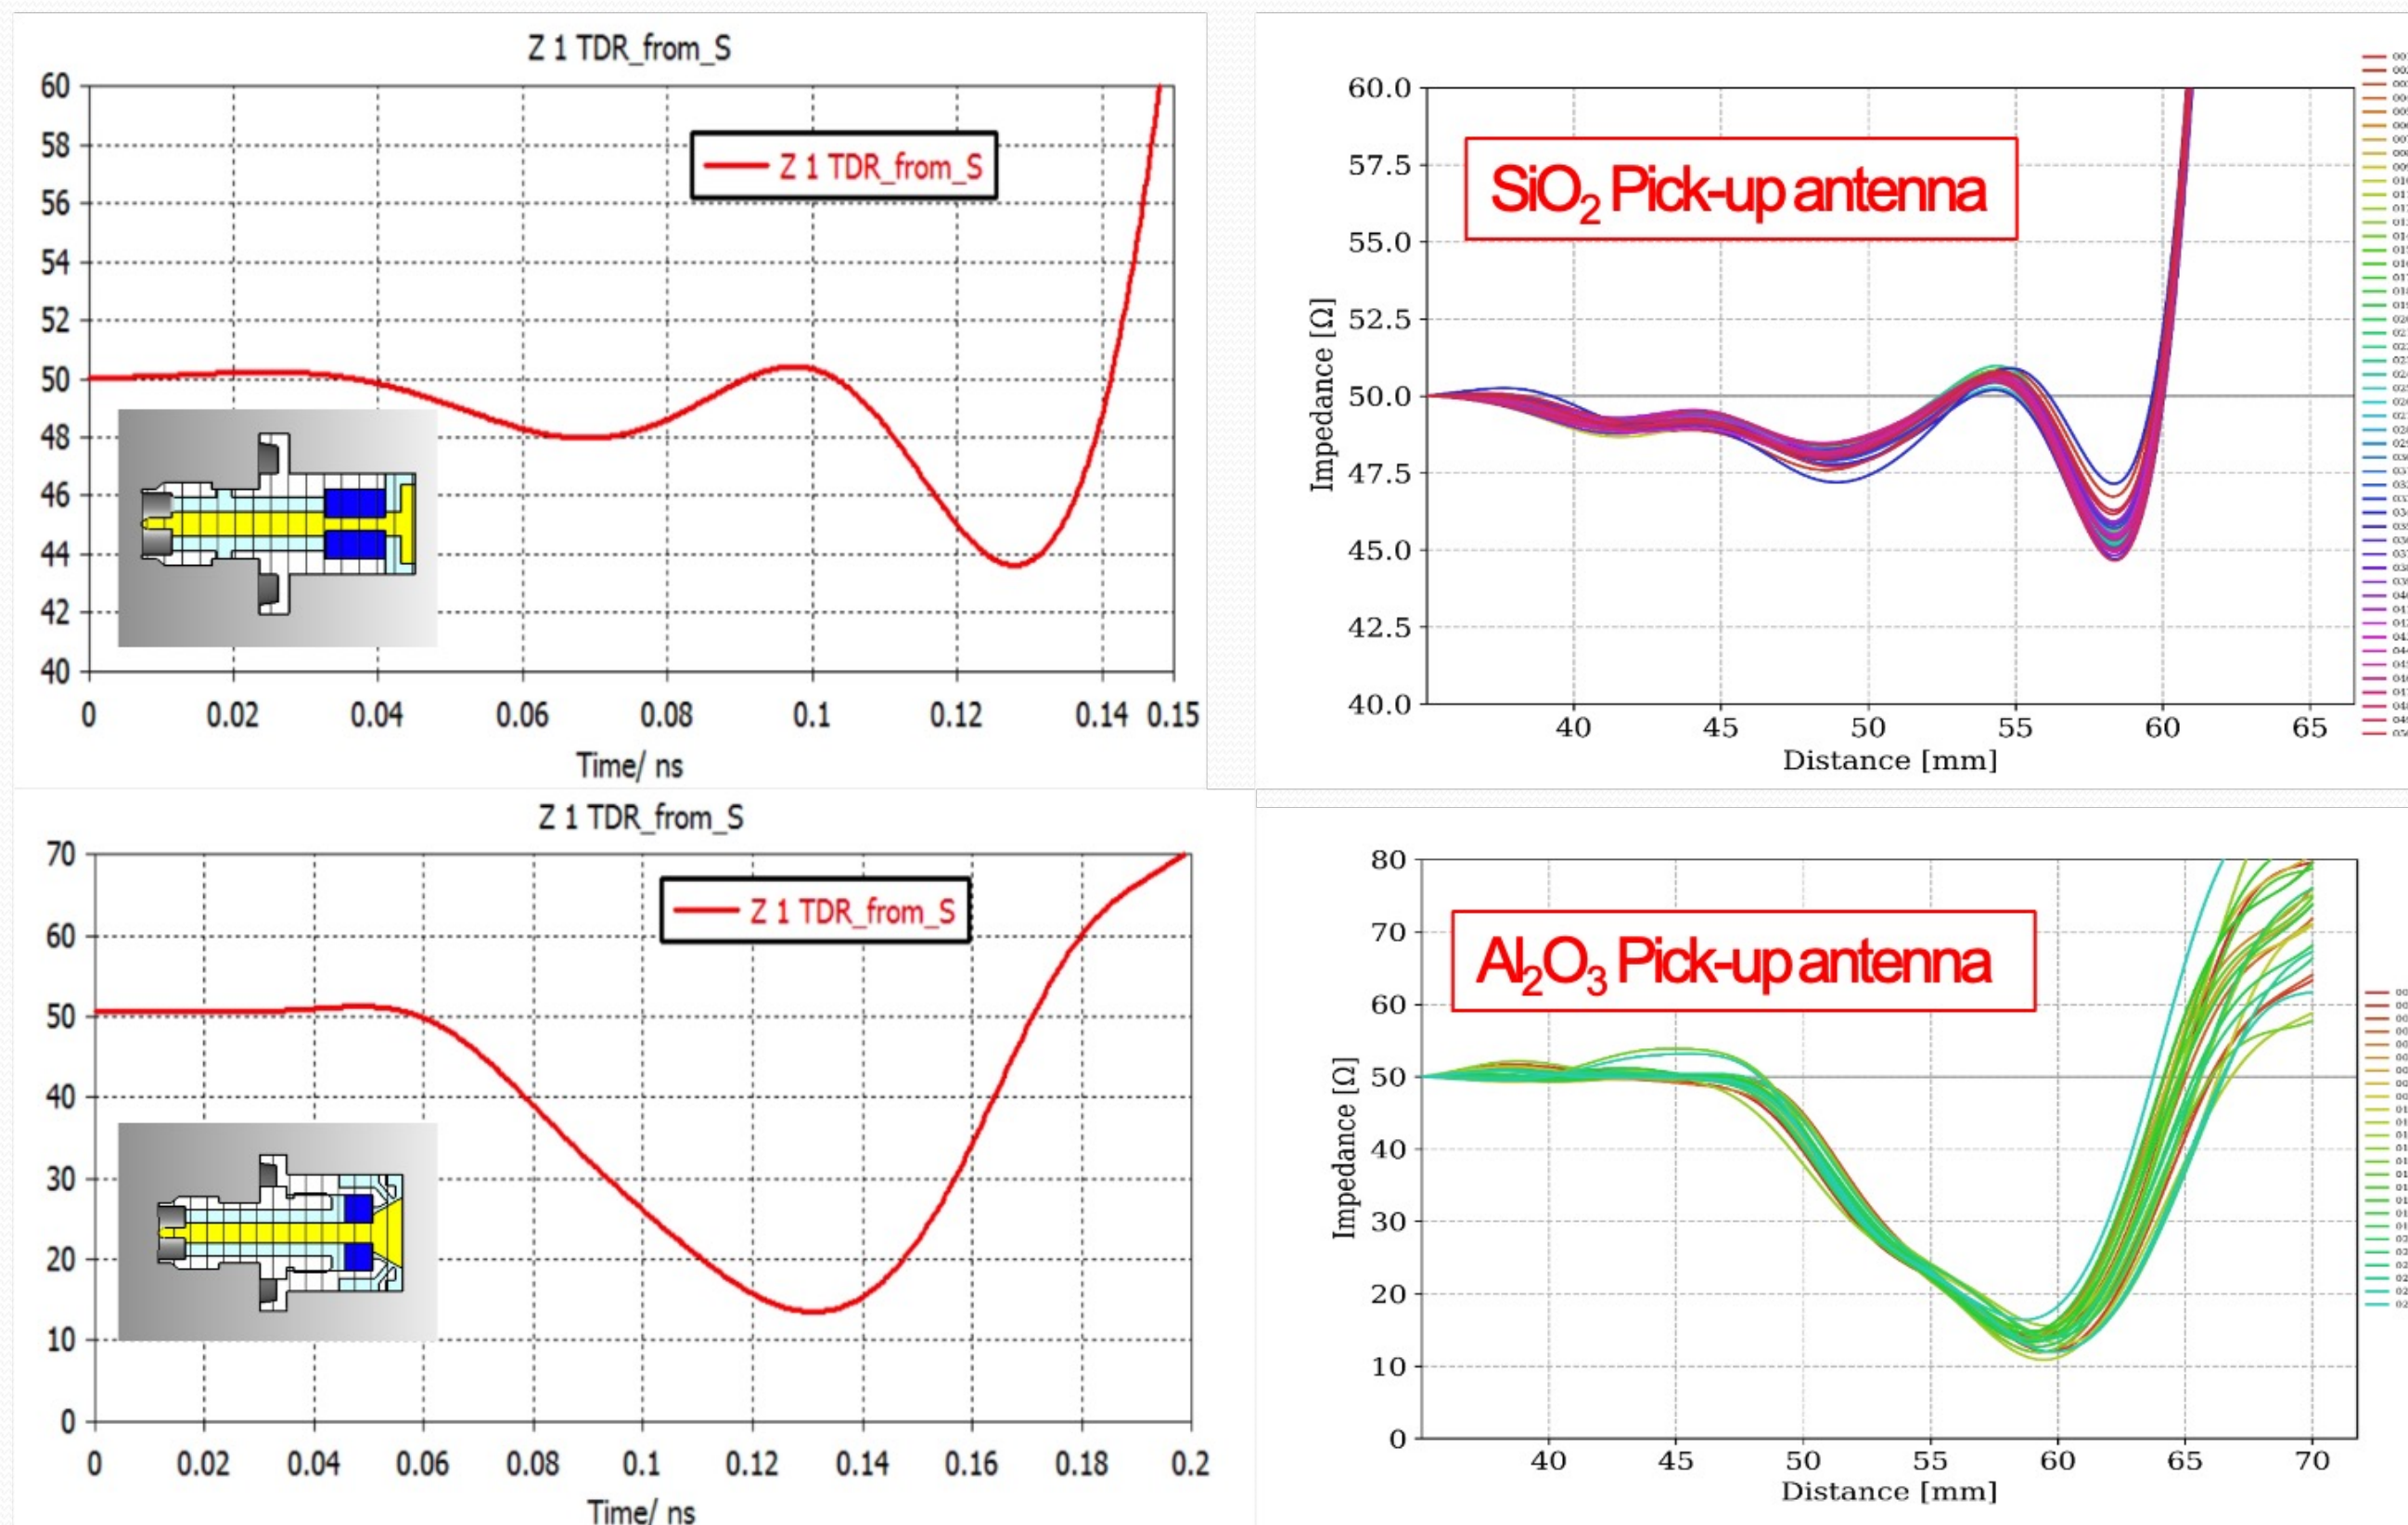 Z 1 TDR_from_S
60
58
56
54
52
50
48
46
44
42
40
Z 1 TDR_from_S
0 0.02 0.04 0.06 0.08 0.1 0.12 0.14 0.15
Time/ ns
60.0
57.5
55.0
52.5
50.0
47.5
45.0
42.5
40.0
Impedance [Ω]
SiO₂ Pick-up antenna
40 45 50 55 60 65
Distance [mm]
Z 1 TDR_from_S
70
60
50
40
30
20
10
0
Z 1 TDR_from_S
0 0.02 0.04 0.06 0.08 0.1 0.12 0.14 0.16 0.18 0.2
Time/ ns
80
70
60
50
40
30
20
10
0
Impedance [Ω]
Al₂O₃ Pick-up antenna
40 45 50 55 60 65 70
Distance [mm]